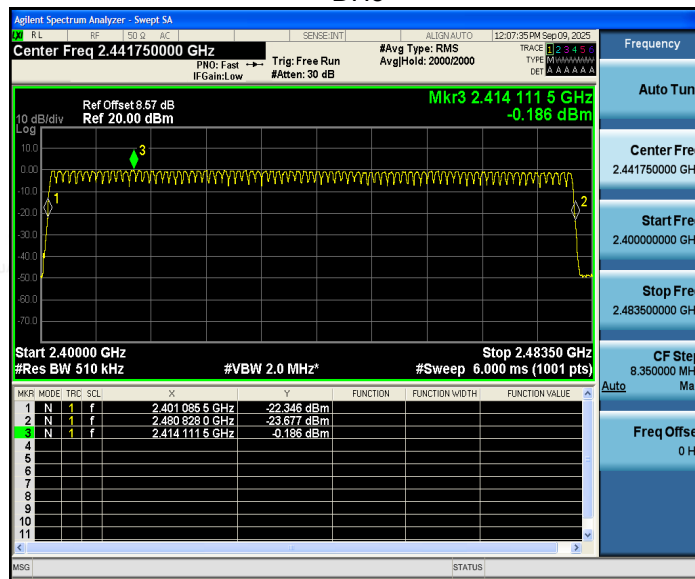 Agilent Spectrum Analyzer - Swept SA
RL RF 50 Ω AC SENSE:INT ALIGNAUTO 12:07:35 PM Sep 09, 2025
Center Freq 2.441750000 GHz
#Avg Type: RMS
TRACE 1 2 3 4 5 6
PNO: Fast
Trig: Free Run
Avg|Hold: 2000/2000
TYPE M
IFGain:Low
#Atten: 30 dB
DET A A A A A A
Mkr3 2.414 111 5 GHz
Ref Offset 8.57 dB
10 dB/div Ref 20.00 dBm
-0.186 dBm
Log
10.0
0.00
-10.0
-20.0
-30.0
-40.0
-50.0
-60.0
-70.0
3
1
2
Start 2.40000 GHz Stop 2.48350 GHz
#Res BW 510 kHz #VBW 2.0 MHz* #Sweep 6.000 ms (1001 pts)
MKR MODE TRC SCL X Y FUNCTION FUNCTION WIDTH FUNCTION VALUE
1 N 1 f 2.401 085 5 GHz -22.346 dBm
2 N 1 f 2.480 828 0 GHz -23.677 dBm
3 N 1 f 2.414 111 5 GHz -0.186 dBm
4
5
6
7
8
9
10
11
MSG STATUS
Frequency
Auto Tun
Center Fre
2.441750000 GH
Start Fre
2.400000000 GH
Stop Fre
2.483500000 GH
CF Ste
8.350000 MH
Auto Ma
Freq Offse
0 H